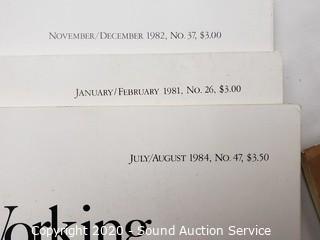 November/December 1982, No. 37, $3.00
January/February 1981, No. 26, $3.00
July/August 1984, No. 47, $3.50
Working
Copyright 2020 - Sound Auction Service